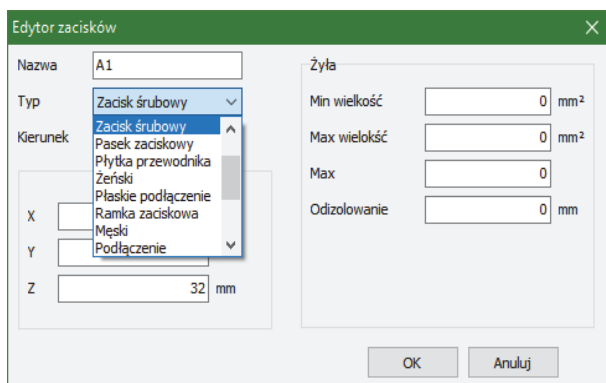 Edytor zacisków
Nazwa A1
Typ Zacisk śrubowy
Kierunek
Zacisk śrubowy
Pasek zaciskowy
Płytka przewodnika
Żeński
Płaskie podłączenie
Ramka zaciskowa
Męski
Podłączenie
X
Y
Z 32 mm
Żyła
Min wielkość 0 mm²
Max wielokść 0 mm²
Max 0
Odizolowanie 0 mm
OK Anuluj